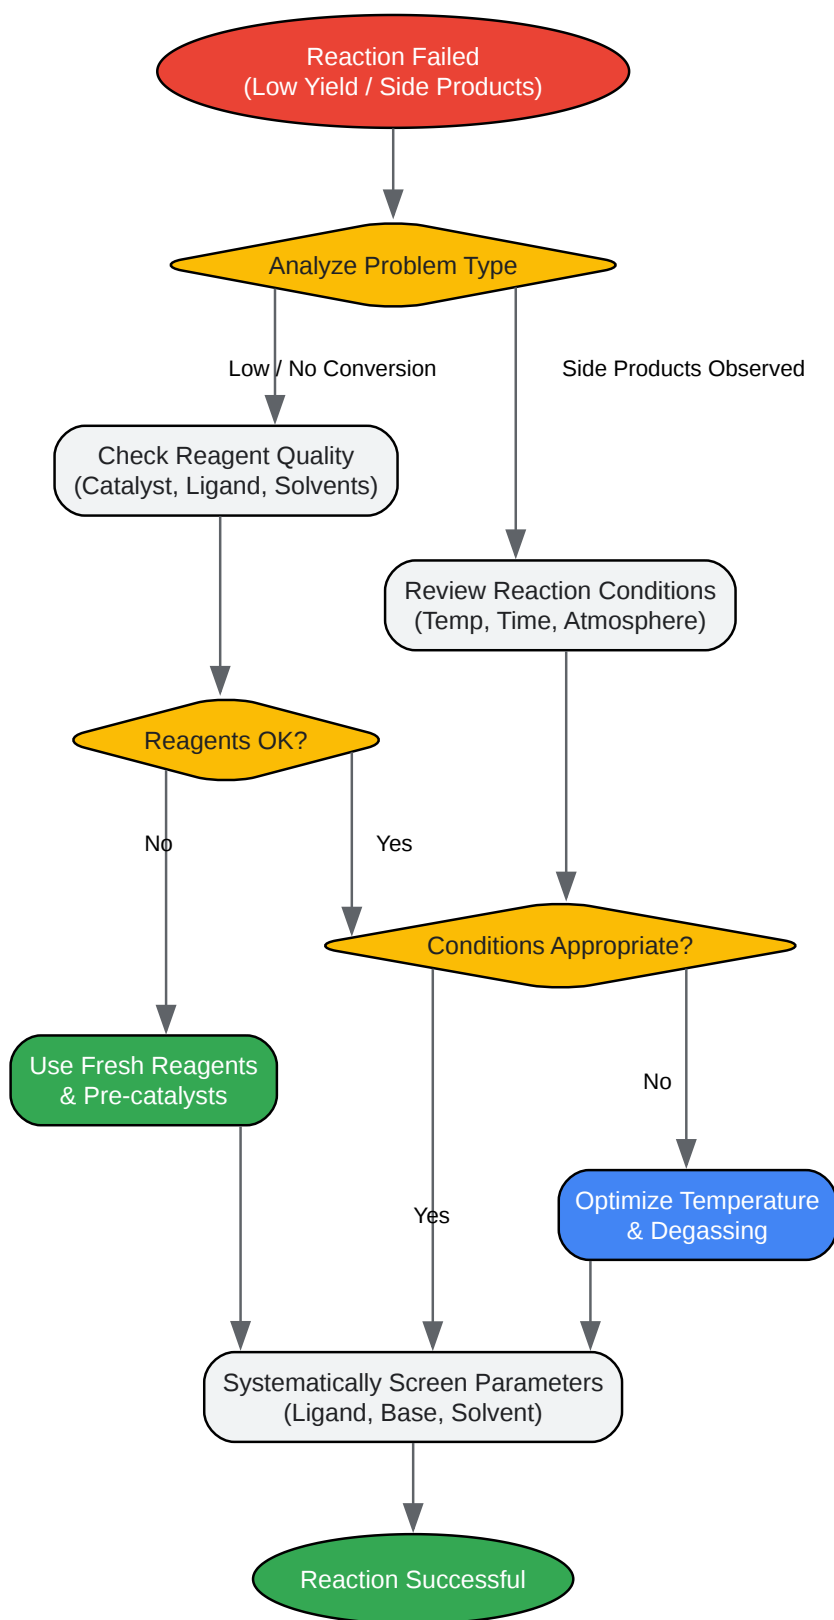 Reaction Failed
(Low Yield / Side Products)
Analyze Problem Type
Low / No Conversion
Side Products Observed
Check Reagent Quality
(Catalyst, Ligand, Solvents)
Review Reaction Conditions
(Temp, Time, Atmosphere)
Reagents OK?
No
Yes
Conditions Appropriate?
Use Fresh Reagents
& Pre-catalysts
No
Yes
Optimize Temperature
& Degassing
Systematically Screen Parameters
(Ligand, Base, Solvent)
Reaction Successful